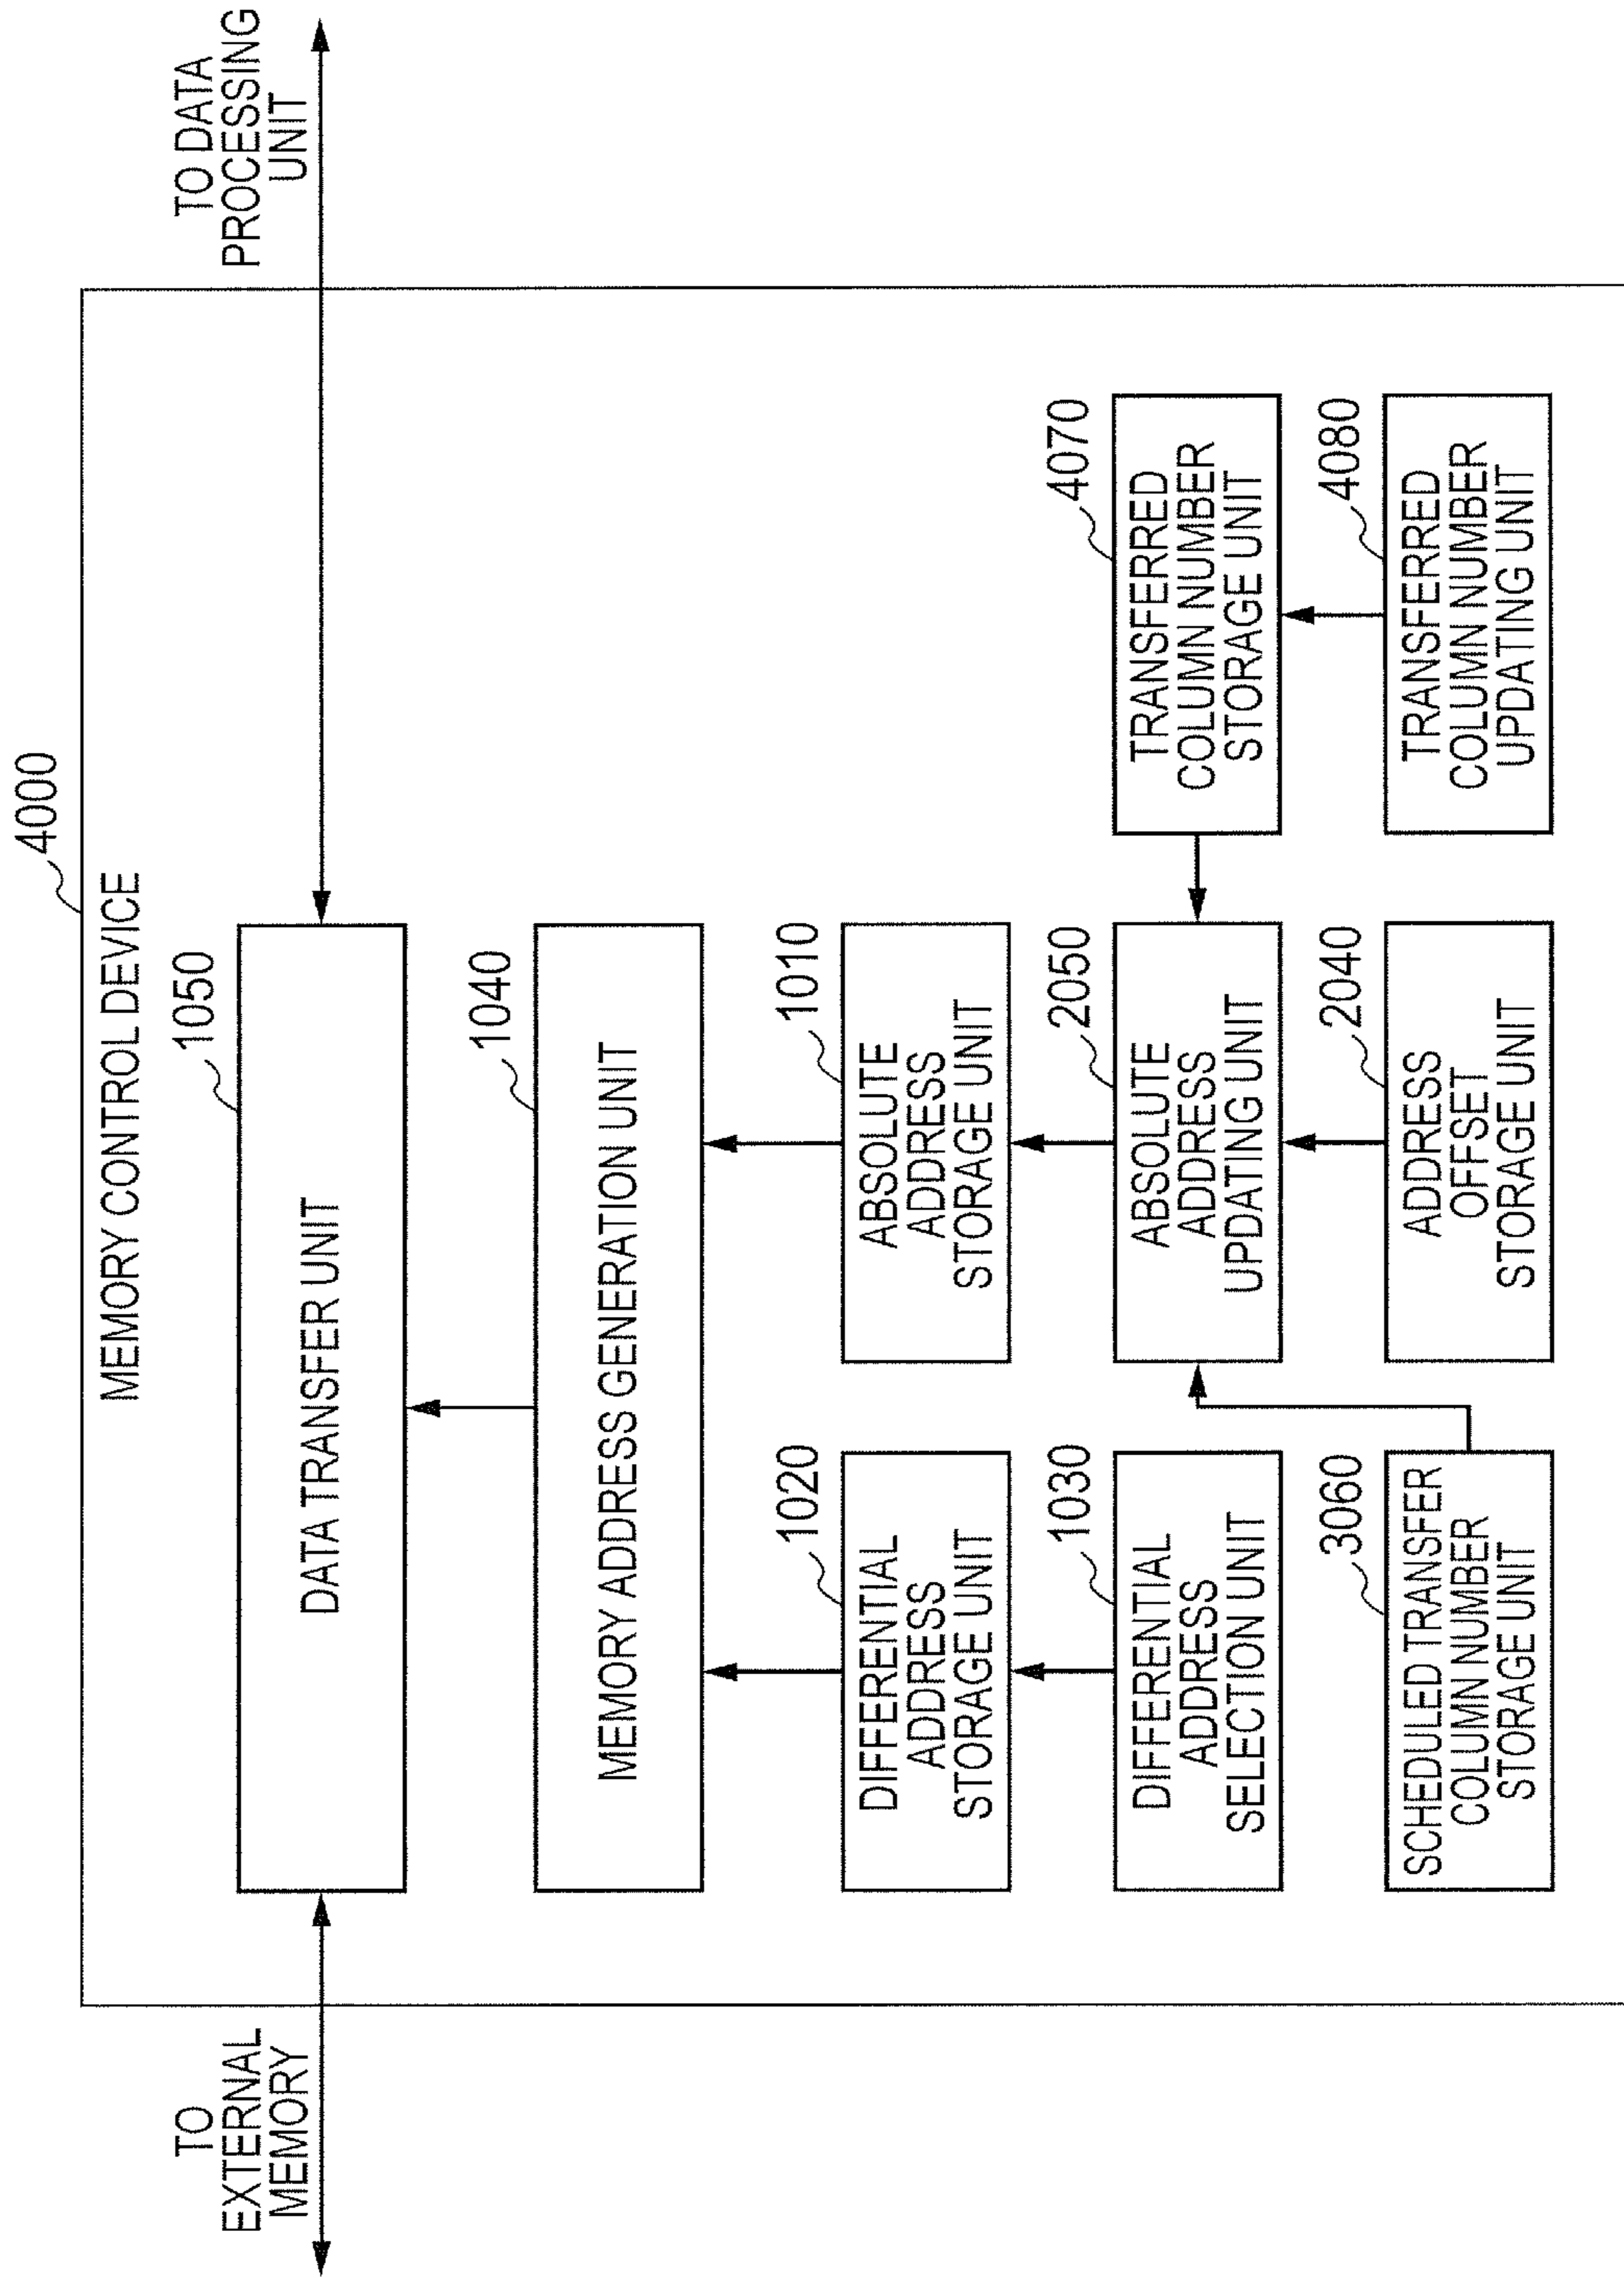 4000
MEMORY CONTROL DEVICE
TO
EXTERNAL
MEMORY
TO DATA
PROCESSING
UNIT
1050
DATA TRANSFER UNIT
1040
MEMORY ADDRESS GENERATION UNIT
1020
DIFFERENTIAL
ADDRESS
STORAGE UNIT
1010
ABSOLUTE
ADDRESS
STORAGE UNIT
1030
DIFFERENTIAL
ADDRESS
SELECTION UNIT
2050
ABSOLUTE
ADDRESS
UPDATING UNIT
4070
TRANSFERRED
COLUMN NUMBER
STORAGE UNIT
3060
SCHEDULED TRANSFER
COLUMN NUMBER
STORAGE UNIT
2040
ADDRESS
OFFSET
STORAGE UNIT
4080
TRANSFERRED
COLUMN NUMBER
UPDATING UNIT